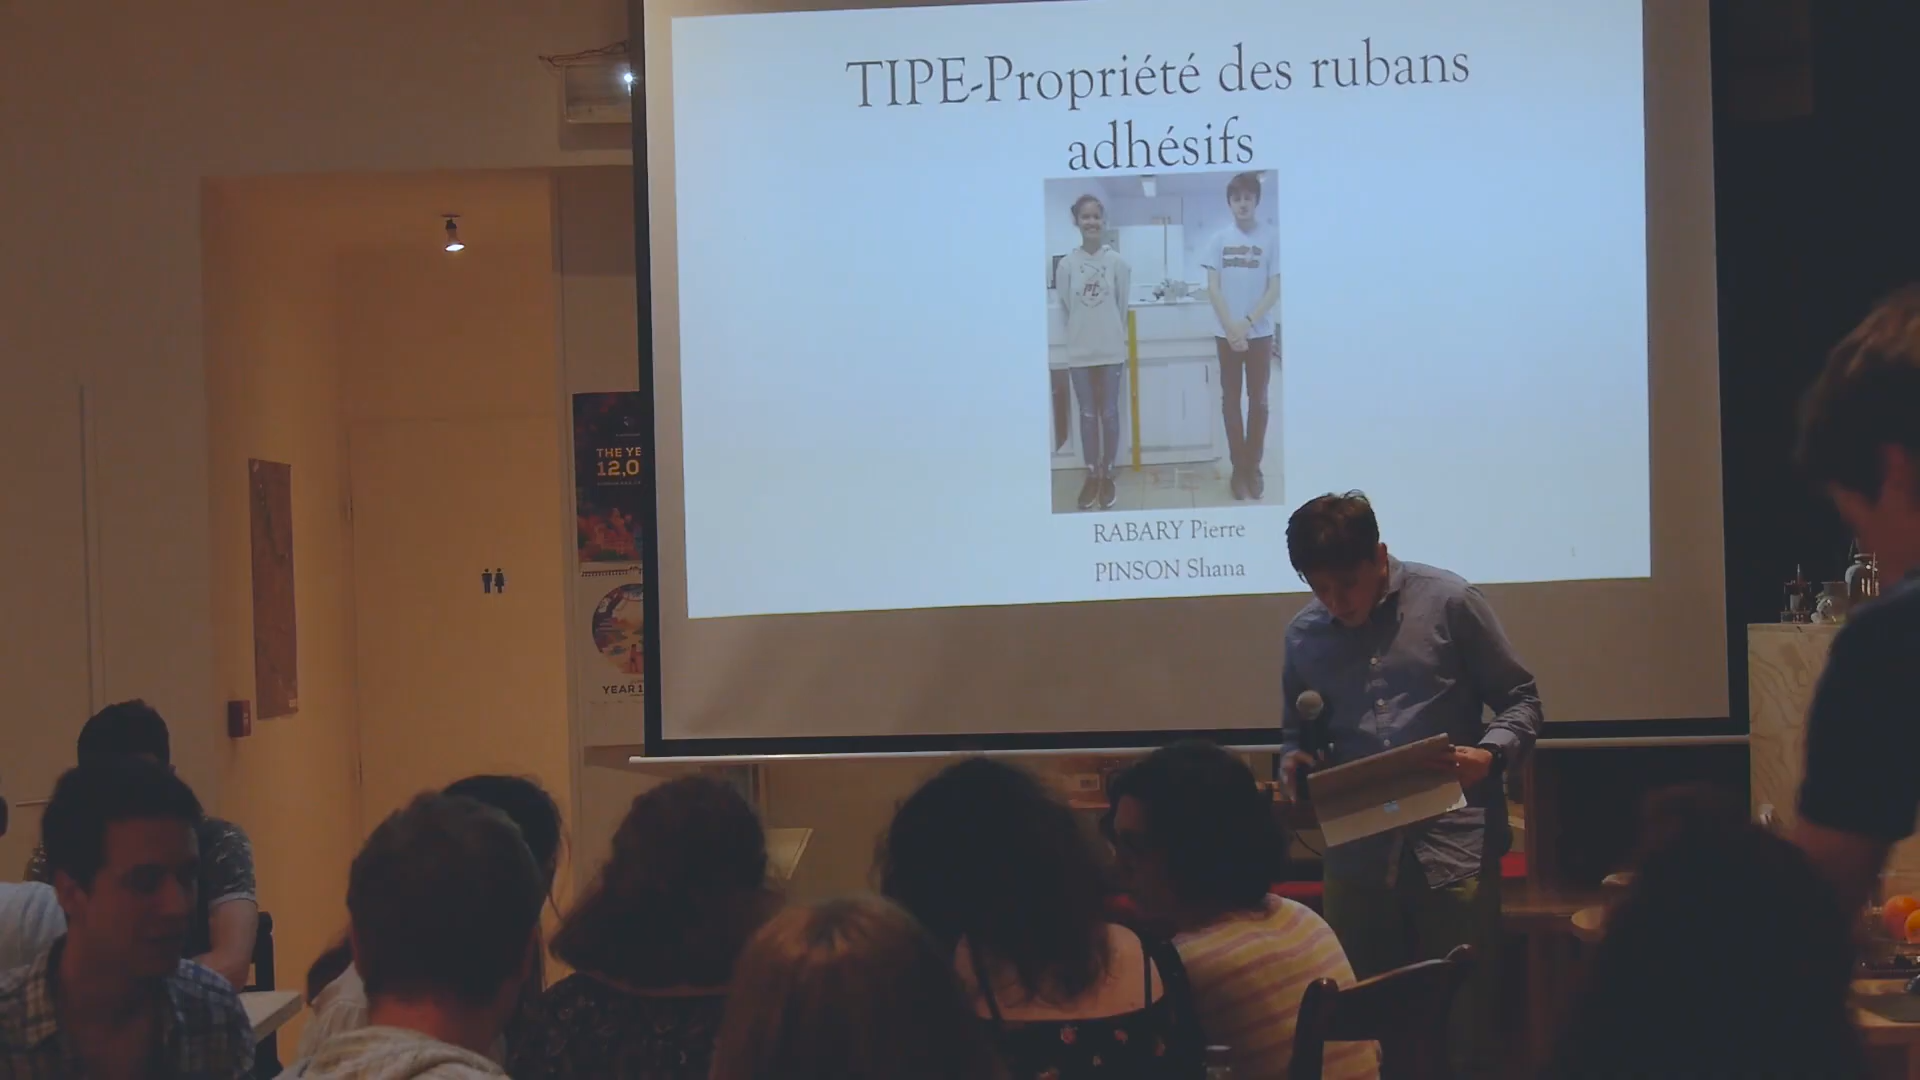 TIPE-Propriété des rubans
adhésifs
RABARY Pierre
PINSON Shana
THE YE
12,0
YEAR 1